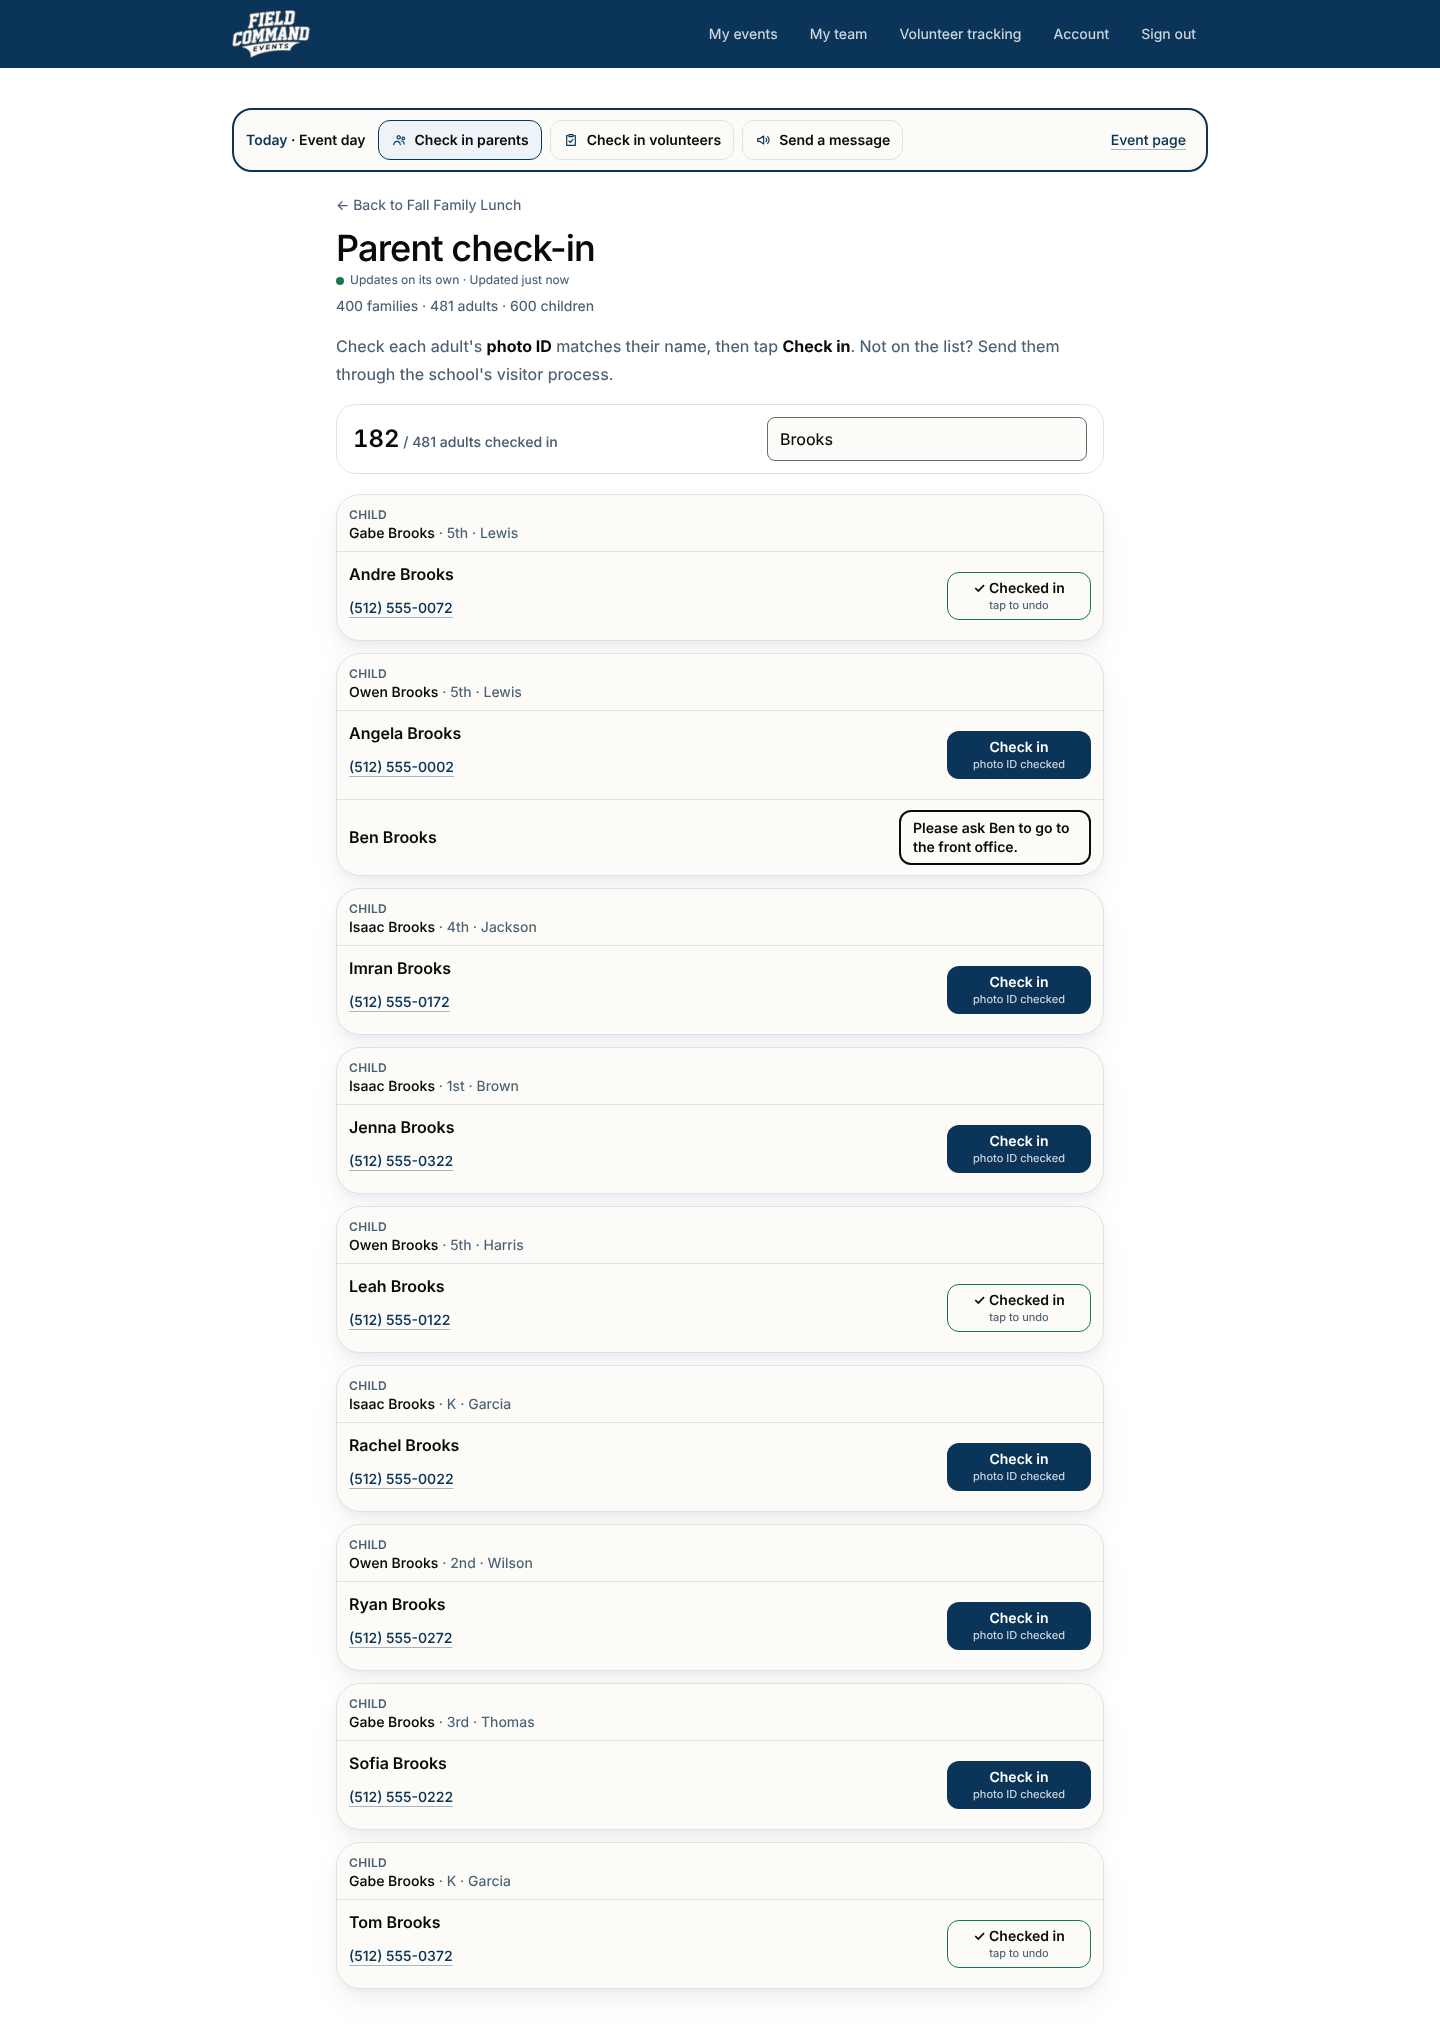 FIELD
COMMAND
EVENTS
My events
My team
Volunteer tracking
Account
Sign out
Today · Event day
Check in parents
Check in volunteers
Send a message
Event page
← Back to Fall Family Lunch
Parent check-in
Updates on its own · Updated just now
400 families · 481 adults · 600 children
Check each adult's photo ID matches their name, then tap Check in. Not on the list? Send them
through the school's visitor process.
182 / 481 adults checked in
Brooks
CHILD
Gabe Brooks · 5th · Lewis
Andre Brooks
(512) 555-0072
✓ Checked in
tap to undo
CHILD
Owen Brooks · 5th · Lewis
Angela Brooks
(512) 555-0002
Check in
photo ID checked
Ben Brooks
Please ask Ben to go to
the front office.
CHILD
Isaac Brooks · 4th · Jackson
Imran Brooks
(512) 555-0172
Check in
photo ID checked
CHILD
Isaac Brooks · 1st · Brown
Jenna Brooks
(512) 555-0322
Check in
photo ID checked
CHILD
Owen Brooks · 5th · Harris
Leah Brooks
(512) 555-0122
✓ Checked in
tap to undo
CHILD
Isaac Brooks · K · Garcia
Rachel Brooks
(512) 555-0022
Check in
photo ID checked
CHILD
Owen Brooks · 2nd · Wilson
Ryan Brooks
(512) 555-0272
Check in
photo ID checked
CHILD
Gabe Brooks · 3rd · Thomas
Sofia Brooks
(512) 555-0222
Check in
photo ID checked
CHILD
Gabe Brooks · K · Garcia
Tom Brooks
(512) 555-0372
✓ Checked in
tap to undo